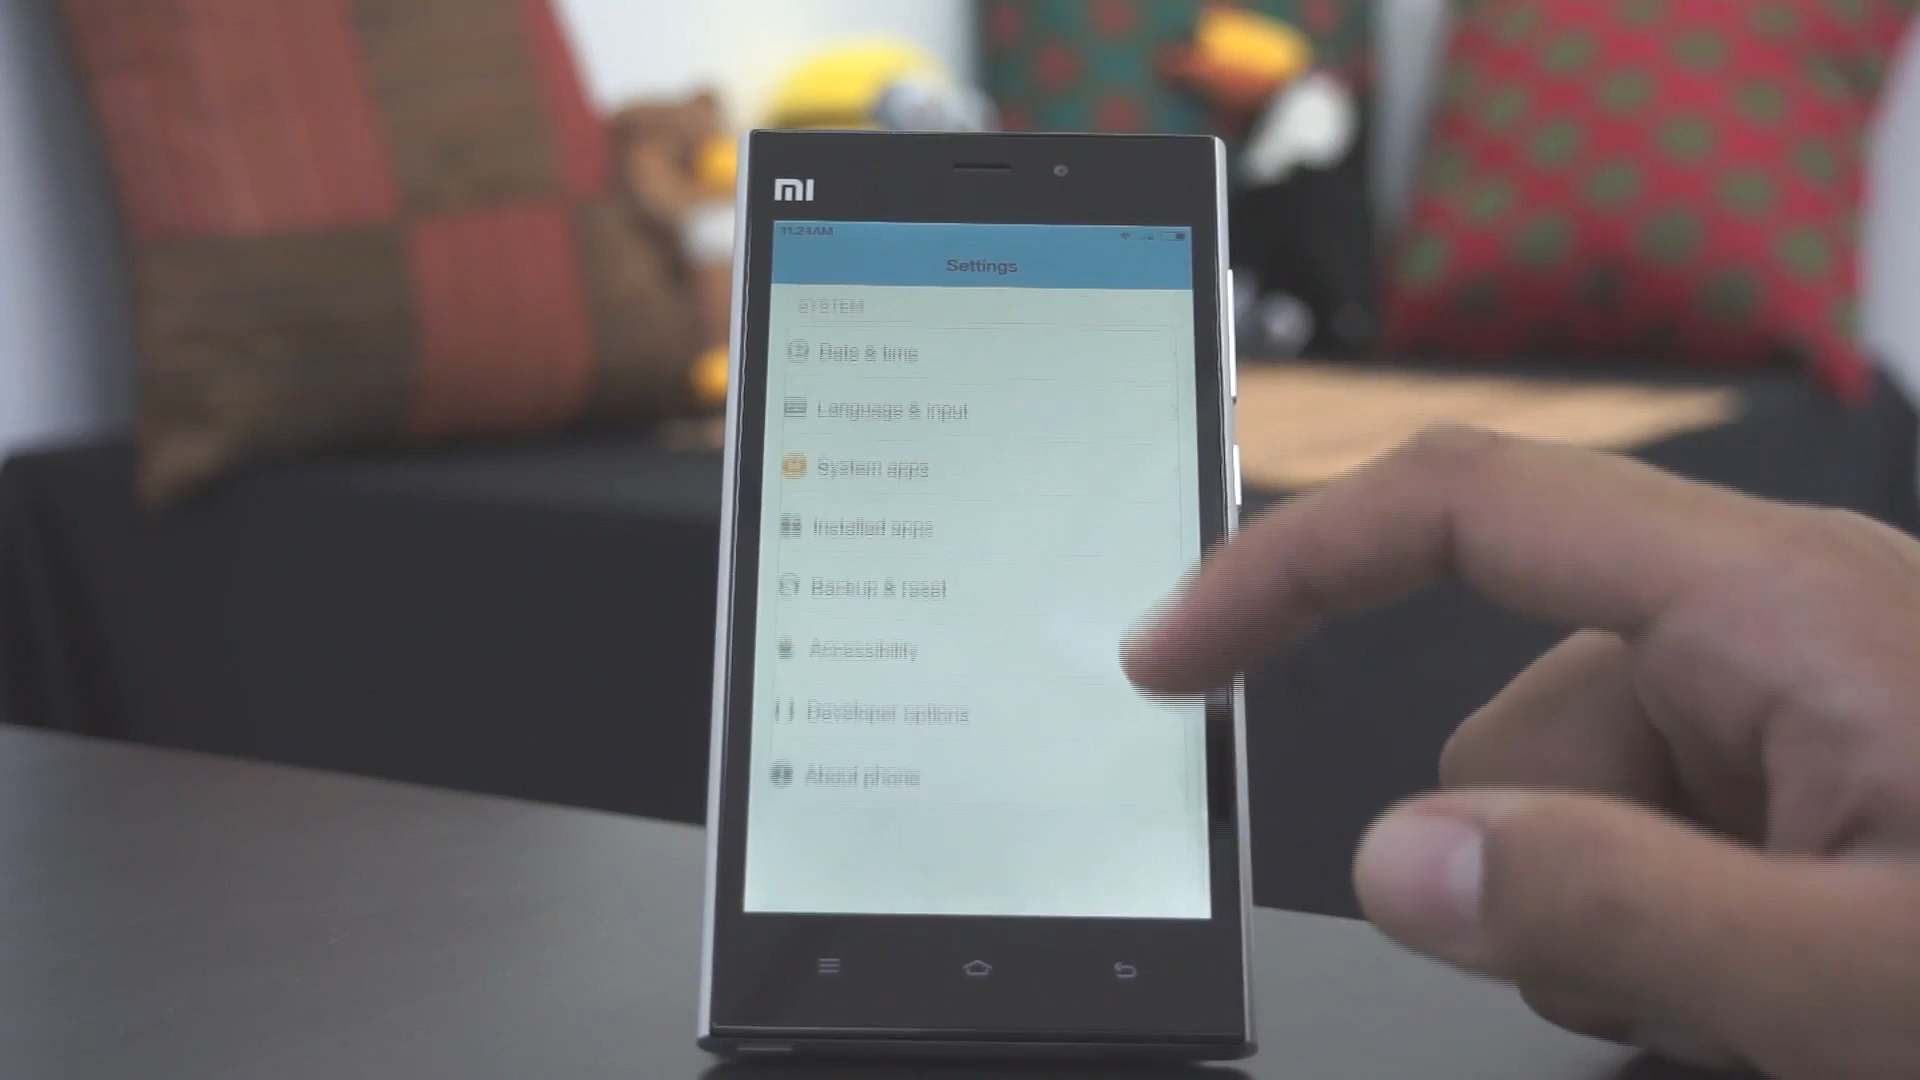 MI
11:24AM
Settings
SYSTEM
Date & time
Language & input
System apps
Installed apps
Backup & reset
Accessibility
Developer options
About phone